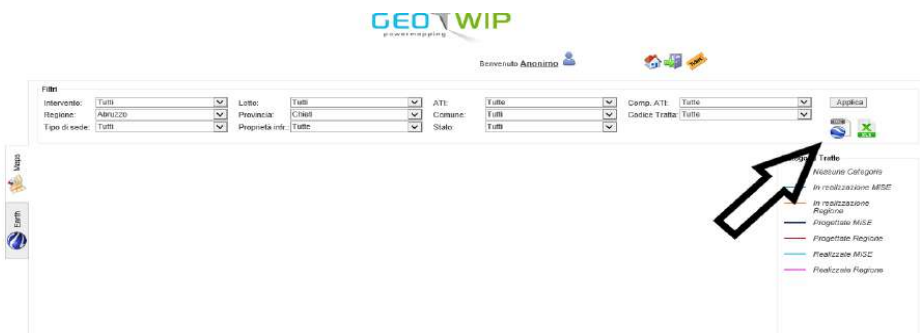 GEO WIP
powermapping
Benvenuto Anonimo
Filtri
Intervento: Tutti Lotto: Tutti ATI: Tutte Comp. ATI: Tutte Applica
Regione: Abruzzo Provincia: Chieti Comune: Tutti Codice Tratta: Tutte
Tipo di sede: Tutti Proprietà infr.: Tutte Stato: Tutti
XLS
Maps
Tratte
Nessuna Categoria
In realizzazione MISE
In realizzazione
Regione
Progettate MISE
Progettate Regione
Realizzate MISE
Realizzate Regione
Earth